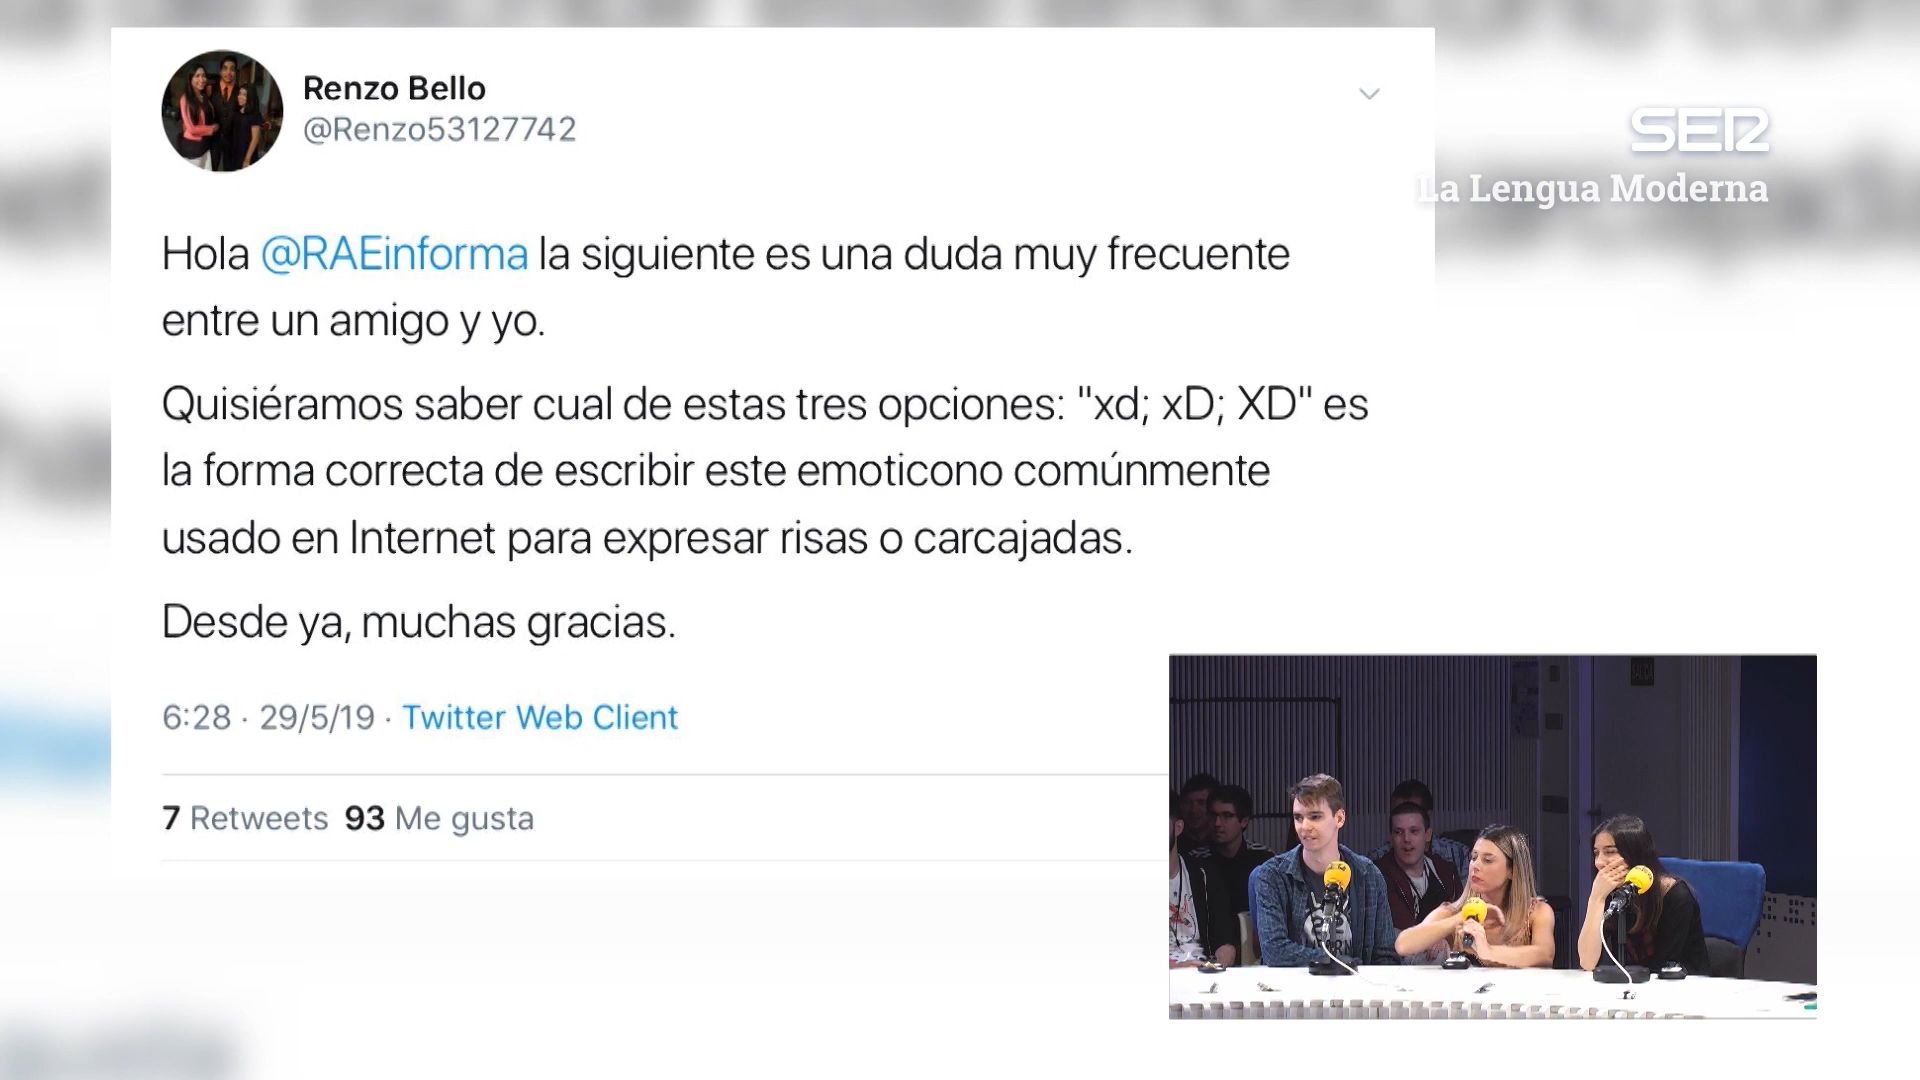 Renzo Bello
@Renzo53127742
SER
La Lengua Moderna
Hola @RAEinforma la siguiente es una duda muy frecuente
entre un amigo y yo.
Quisiéramos saber cual de estas tres opciones: "xd; xD; XD" es
la forma correcta de escribir este emoticono comúnmente
usado en Internet para expresar risas o carcajadas.
Desde ya, muchas gracias.
6:28 · 29/5/19 · Twitter Web Client
7 Retweets 93 Me gusta